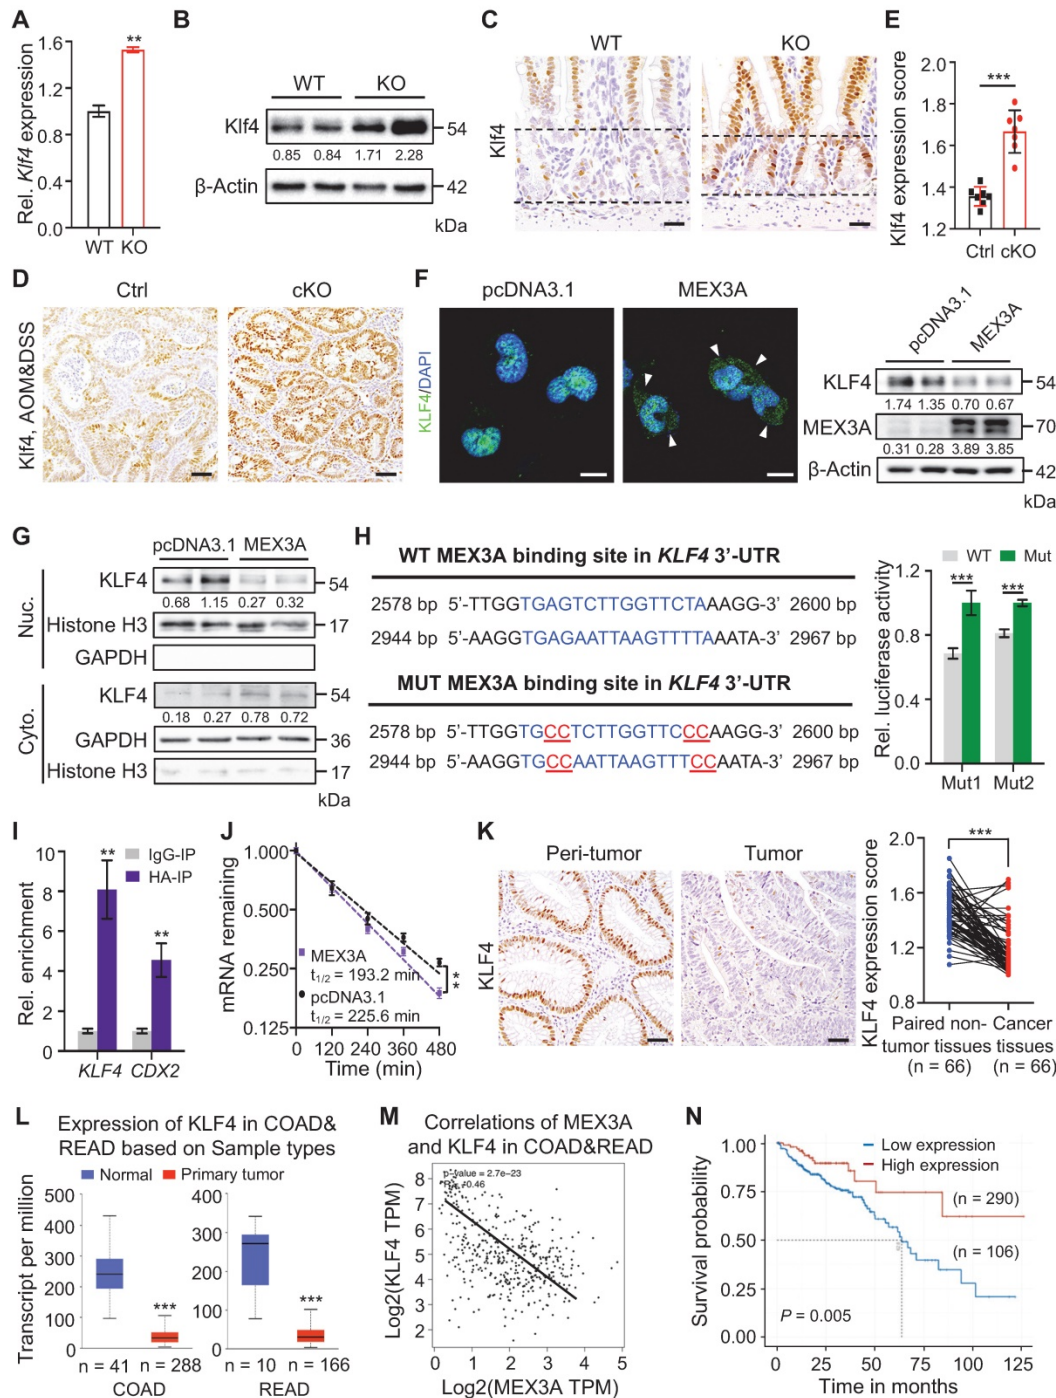 A
Rel. Klf4 expression
1.6
1.2
0.8
0.4
0
**
WT KO
B
WT KO
Klf4
54
0.85 0.84 1.71 2.28
β-Actin
42
kDa
C
WT KO
Klf4
E
Klf4 expression score
2.0
1.8
1.6
1.4
1.2
***
Ctrl cKO
D
Ctrl cKO
Klf4, AOM&DSS
F
pcDNA3.1 MEX3A
KLF4/DAPI
pcDNA3.1
MEX3A
KLF4
54
1.74 1.35 0.70 0.67
MEX3A
70
0.31 0.28 3.89 3.85
β-Actin
42
kDa
G
pcDNA3.1 MEX3A
Nuc.
KLF4
54
0.68 1.15 0.27 0.32
Histone H3
17
GAPDH
Cyto.
KLF4
54
0.18 0.27 0.78 0.72
GAPDH
36
Histone H3
17
kDa
H
WT MEX3A binding site in KLF4 3'-UTR
2578 bp 5'-TTGGTGAGTCTTGGTTCTAAAGG-3' 2600 bp
2944 bp 5'-AAGGTGAGAATTAAGTTTTAAATA-3' 2967 bp
MUT MEX3A binding site in KLF4 3'-UTR
2578 bp 5'-TTGGTGCCTCTTGGTTCCCAAGG-3' 2600 bp
2944 bp 5'-AAGGTGCCAATTAAGTTTCCAATA-3' 2967 bp
WT Mut
Rel. luciferase activity
1.2
0.8
0.4
0.0
*** ***
Mut1 Mut2
I
Rel. enrichment
10
8
6
4
2
0
IgG-IP
HA-IP
**
**
KLF4 CDX2
J
mRNA remaining
1.000
0.500
0.250
0.125
MEX3A
t1/2 = 193.2 min
pcDNA3.1
t1/2 = 225.6 min
**
0 120 240 360 480
Time (min)
K
Peri-tumor Tumor
KLF4
KLF4 expression score
2.0
1.6
1.2
0.8
***
Paired non- Cancer
tumor tissues tissues
(n = 66) (n = 66)
L
Expression of KLF4 in COAD&
READ based on Sample types
Normal Primary tumor
Transcript per million
500
400
300
200
100
0
***
n = 41 n = 288
COAD
400
300
200
100
0
***
n = 10 n = 166
READ
M
Correlations of MEX3A
and KLF4 in COAD&READ
Log2(KLF4 TPM)
8
7
6
5
4
3
2
0 1 2 3 4 5
Log2(MEX3A TPM)
N
Survival probability
1.00
0.75
0.50
0.25
0.00
Low expression
High expression
(n = 290)
(n = 106)
P = 0.005
0 25 50 75 100 125
Time in months